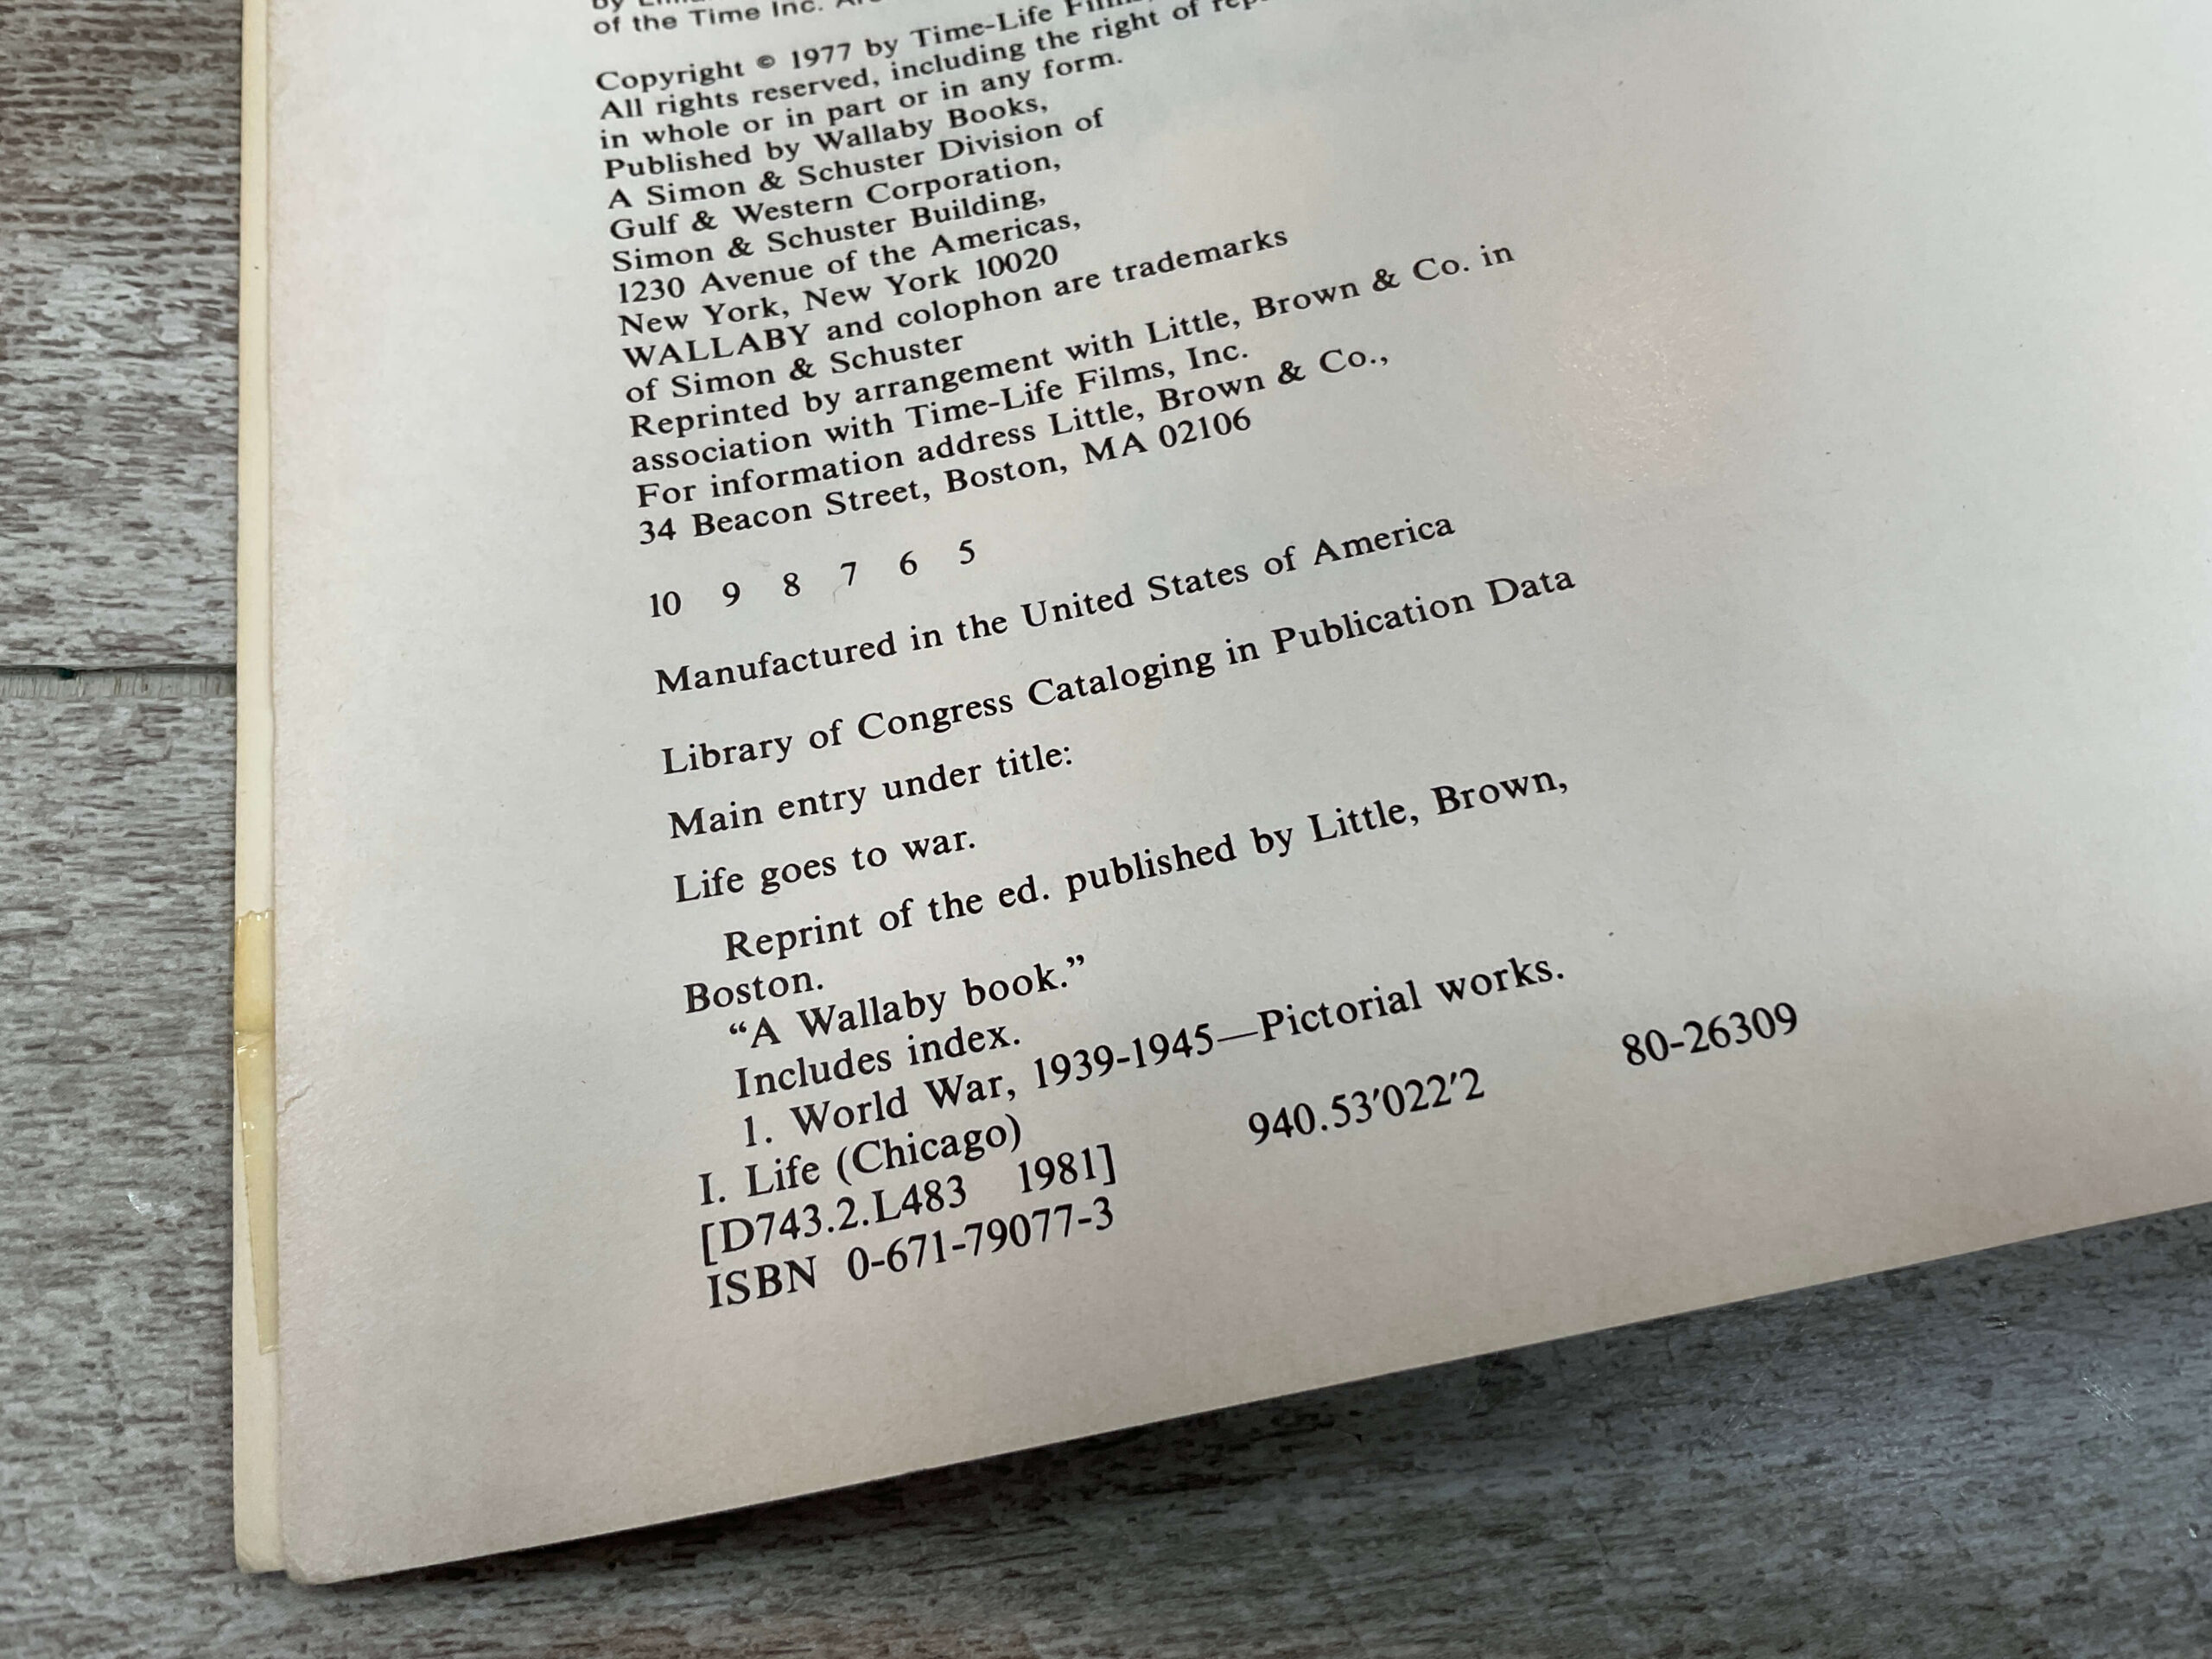 of the Time Inc.
Copyright © 1977 by Time-Life
All rights reserved, including the right of
in whole or in part or in any form.
Published by Wallaby Books,
A Simon & Schuster Division of
Gulf & Western Corporation,
Simon & Schuster Building,
1230 Avenue of the Americas,
New York, New York 10020
WALLABY and colophon are trademarks
of Simon & Schuster
Reprinted by arrangement with Little, Brown & Co. in
association with Time-Life Films, Inc.
For information address Little, Brown & Co.,
34 Beacon Street, Boston, MA 02106
10 9 8 7 6 5
Manufactured in the United States of America
Library of Congress Cataloging in Publication Data
Main entry under title:
Life goes to war.
Reprint of the ed. published by Little, Brown,
Boston.
“A Wallaby book.”
Includes index.
1. World War, 1939-1945—Pictorial works.
I. Life (Chicago)
[D743.2.L483 1981] 940.53′022′2 80-26309
ISBN 0-671-79077-3